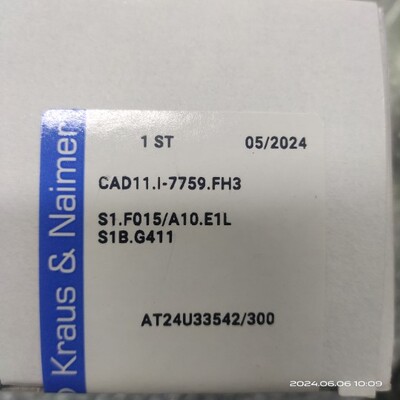 Kraus & Naimer
1 ST 05/2024
CAD11.I-7759.FH3
S1.F015/A10.E1L
S1B.G411
AT24U33542/300
2024.06.06 10:09